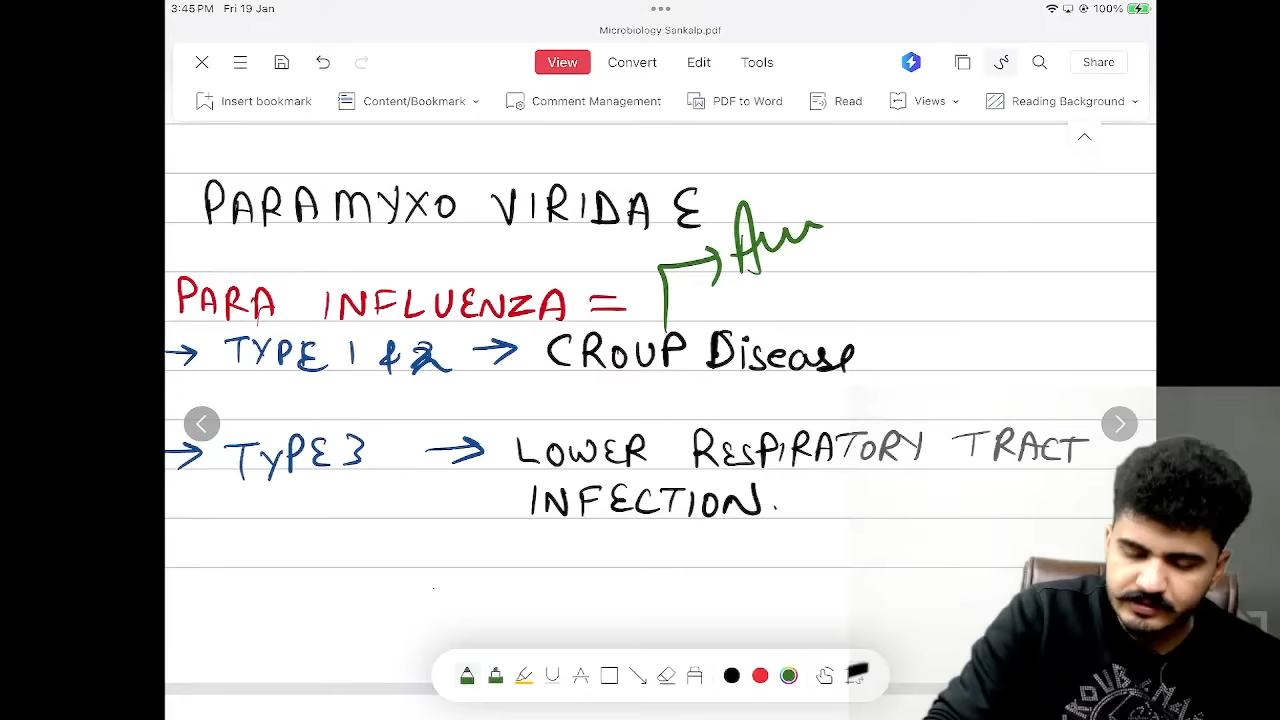 3:45PM Fri 19 Jan
100%
Microbiology Sankalp.pdf
View Convert Edit Tools
Share
Insert bookmark Content/Bookmark Comment Management PDF to Word Read Views Reading Background
PARAMYXO VIRIDAE
PARA INFLUENZA =
→ TYPE 1 & 2 → CROUP Disease
→ TYPE 3 → LOWER RESPIRATORY TRACT
INFECTION.